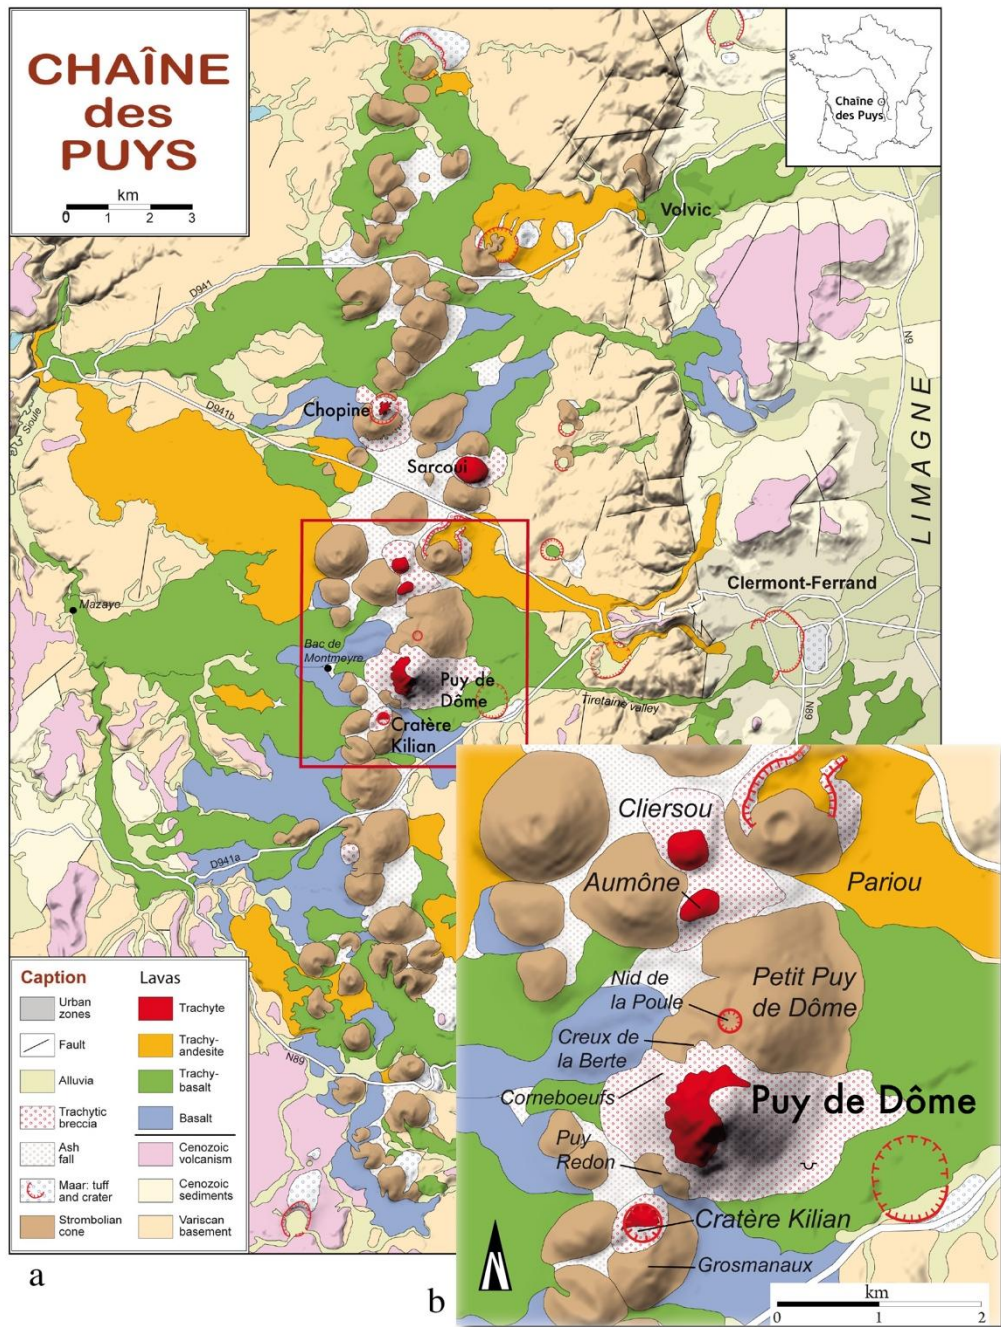 CHAÎNE
des
PUYS
km
0 1 2 3
Chaîne
des Puys
Volvic
D941
N9
LIMAGNE
Chopine
D941b
Sioule
Sarcoui
Clermont-Ferrand
Mazaye
Bac de
Montmeyre
Puy de
Dôme
Tiretaine valley
N89
Cratère
Kilian
D941a
N89
Caption
Urban
zones
Fault
Alluvia
Trachytic
breccia
Ash
fall
Maar: tuff
and crater
Strombolian
cone
Lavas
Trachyte
Trachy-
andesite
Trachy-
basalt
Basalt
Cenozoic
volcanism
Cenozoic
sediments
Variscan
basement
Cliersou
Aumône
Pariou
Nid de
la Poule
Petit Puy
de Dôme
Creux de
la Berte
Corneboeufs
Puy de Dôme
Puy
Redon
Cratère Kilian
Grosmanaux
N
km
0 1 2
a
b